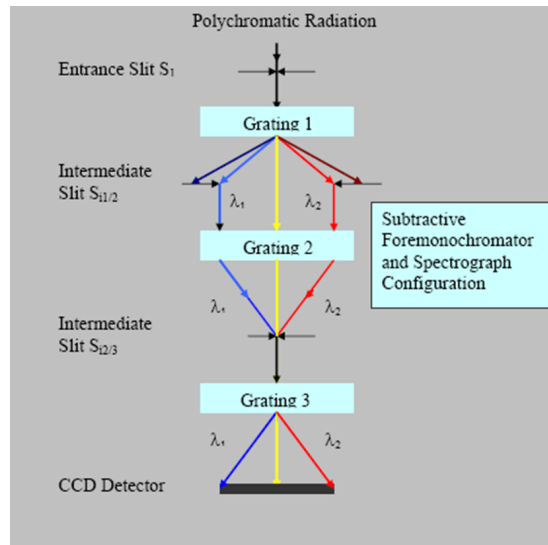 Polychromatic Radiation
Entrance Slit S1
Grating 1
Intermediate
Slit Si1/2
λ1
λ2
Grating 2
Subtractive
Foremonochromator
and Spectrograph
Configuration
λ1
λ2
Intermediate
Slit Si2/3
Grating 3
λ1
λ2
CCD Detector